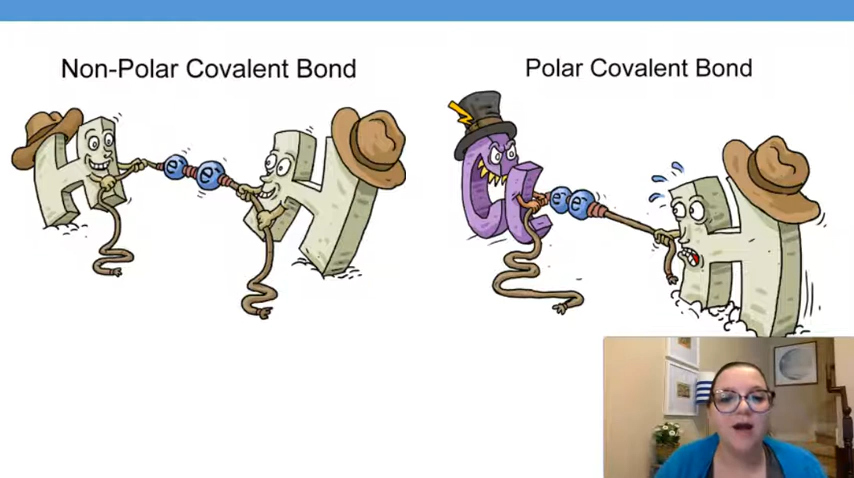 Non-Polar Covalent Bond
Polar Covalent Bond
H
e-
e-
H
Cl
e-
e-
H